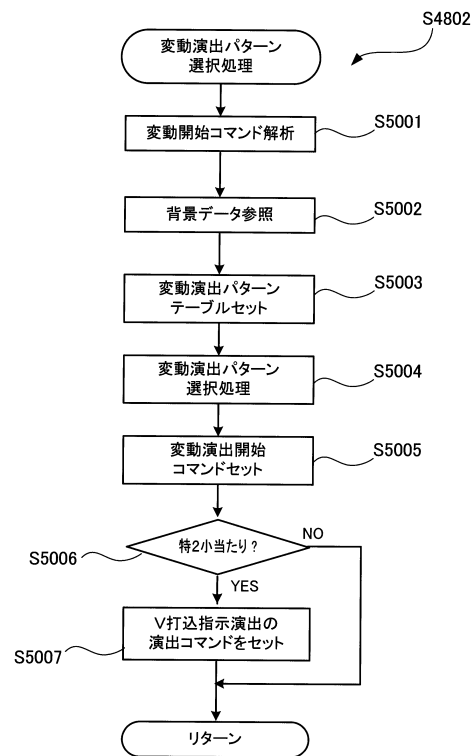 S4802
変動演出パターン
選択処理
変動開始コマンド解析
S5001
背景データ参照
S5002
変動演出パターン
テーブルセット
S5003
変動演出パターン
選択処理
S5004
変動演出開始
コマンドセット
S5005
特2小当たり?
NO
S5006
YES
V打込指示演出の
演出コマンドをセット
S5007
リターン